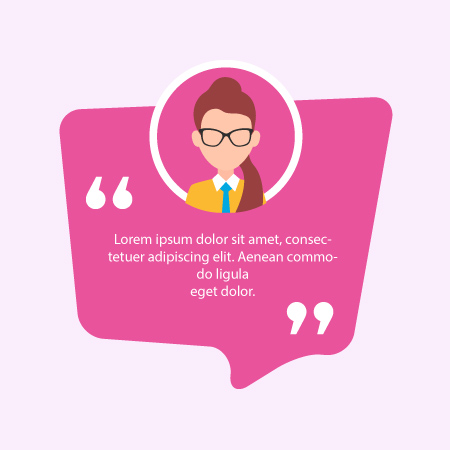 “
Lorem ipsum dolor sit amet, consec-
tetuer adipiscing elit. Aenean commo-
do ligula
eget dolor.
”